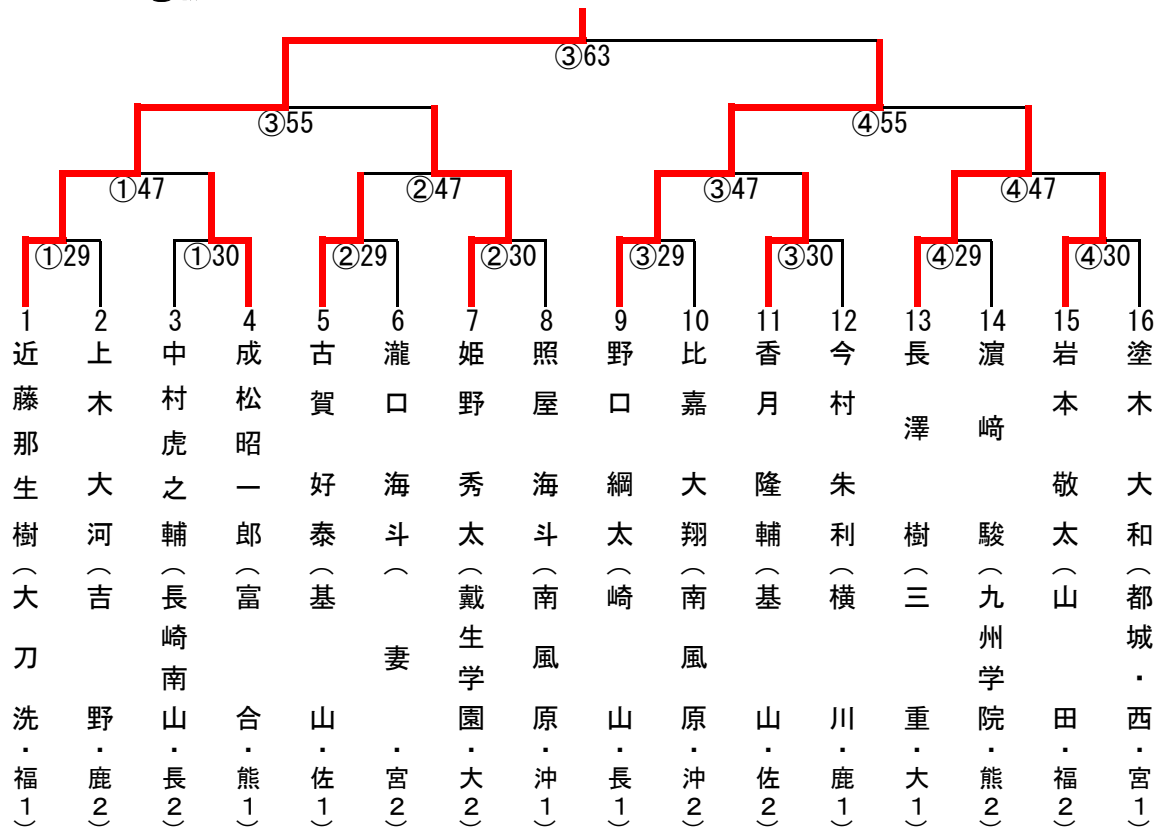 ③63
③55
④55
①47
②47
③47
④47
①29
①30
②29
②30
③29
③30
④29
④30
1
近藤那生樹(大刀洗・福1)
2
上木大河(吉野・鹿2)
3
中村虎之輔(長崎南山・長2)
4
成松昭一郎(富合・熊1)
5
古賀好泰(基山・佐1)
6
瀧口海斗(妻・宮2)
7
姫野秀太(戴星学園・大2)
8
照屋海斗(南風原・沖1)
9
野口綱太(崎山・長1)
10
比嘉大翔(南風原・沖2)
11
香月隆輔(基山・佐2)
12
今村朱利(横川・鹿1)
13
長澤樹(三重・大1)
14
濵﨑駿(九州学院・熊2)
15
岩本敬太(山田・福2)
16
塗木大和(都城・西・宮1)